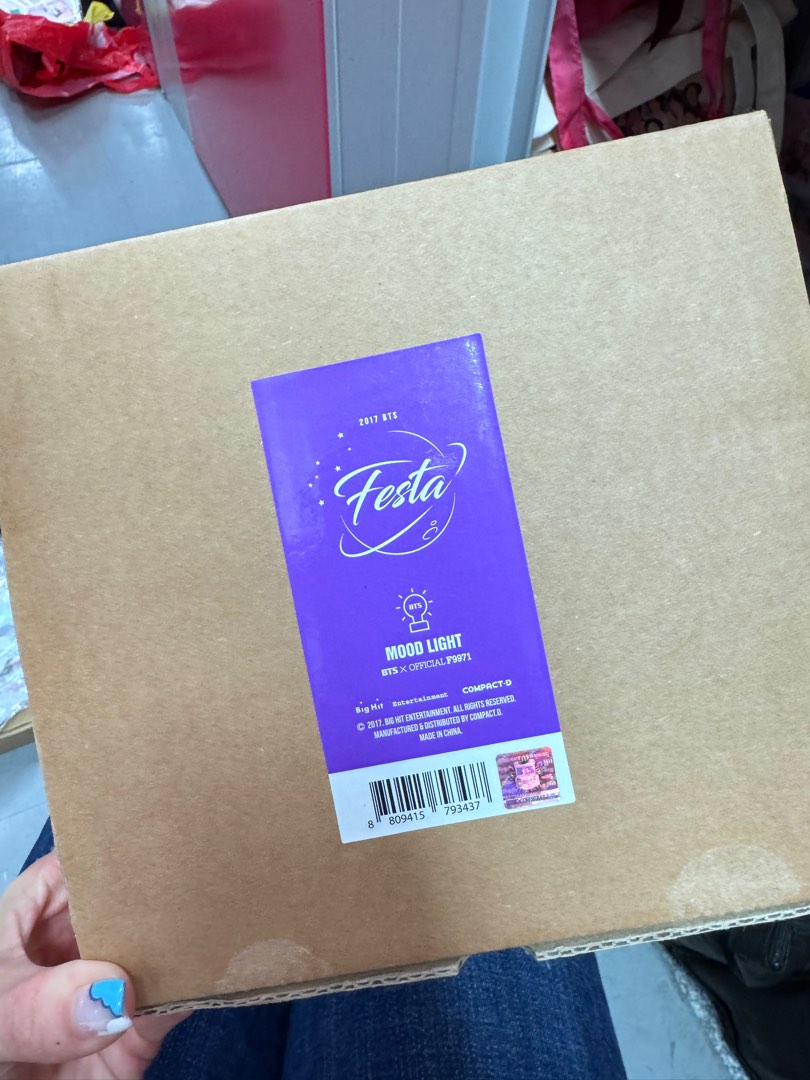 2017 BTS
Festa
BTS
MOOD LIGHT
BTS X OFFICIAL F9971
Big Hit Entertainment COMPACT·D
© 2017. BIG HIT ENTERTAINMENT. ALL RIGHTS RESERVED.
MANUFACTURED & DISTRIBUTED BY COMPACT.D.
MADE IN CHINA.
8 809415 793437